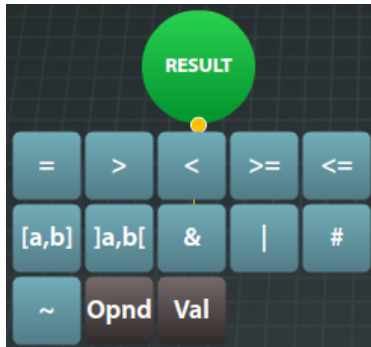 RESULT
= > < >= <=
[a,b] ]a,b[ & | #
~ Opnd Val